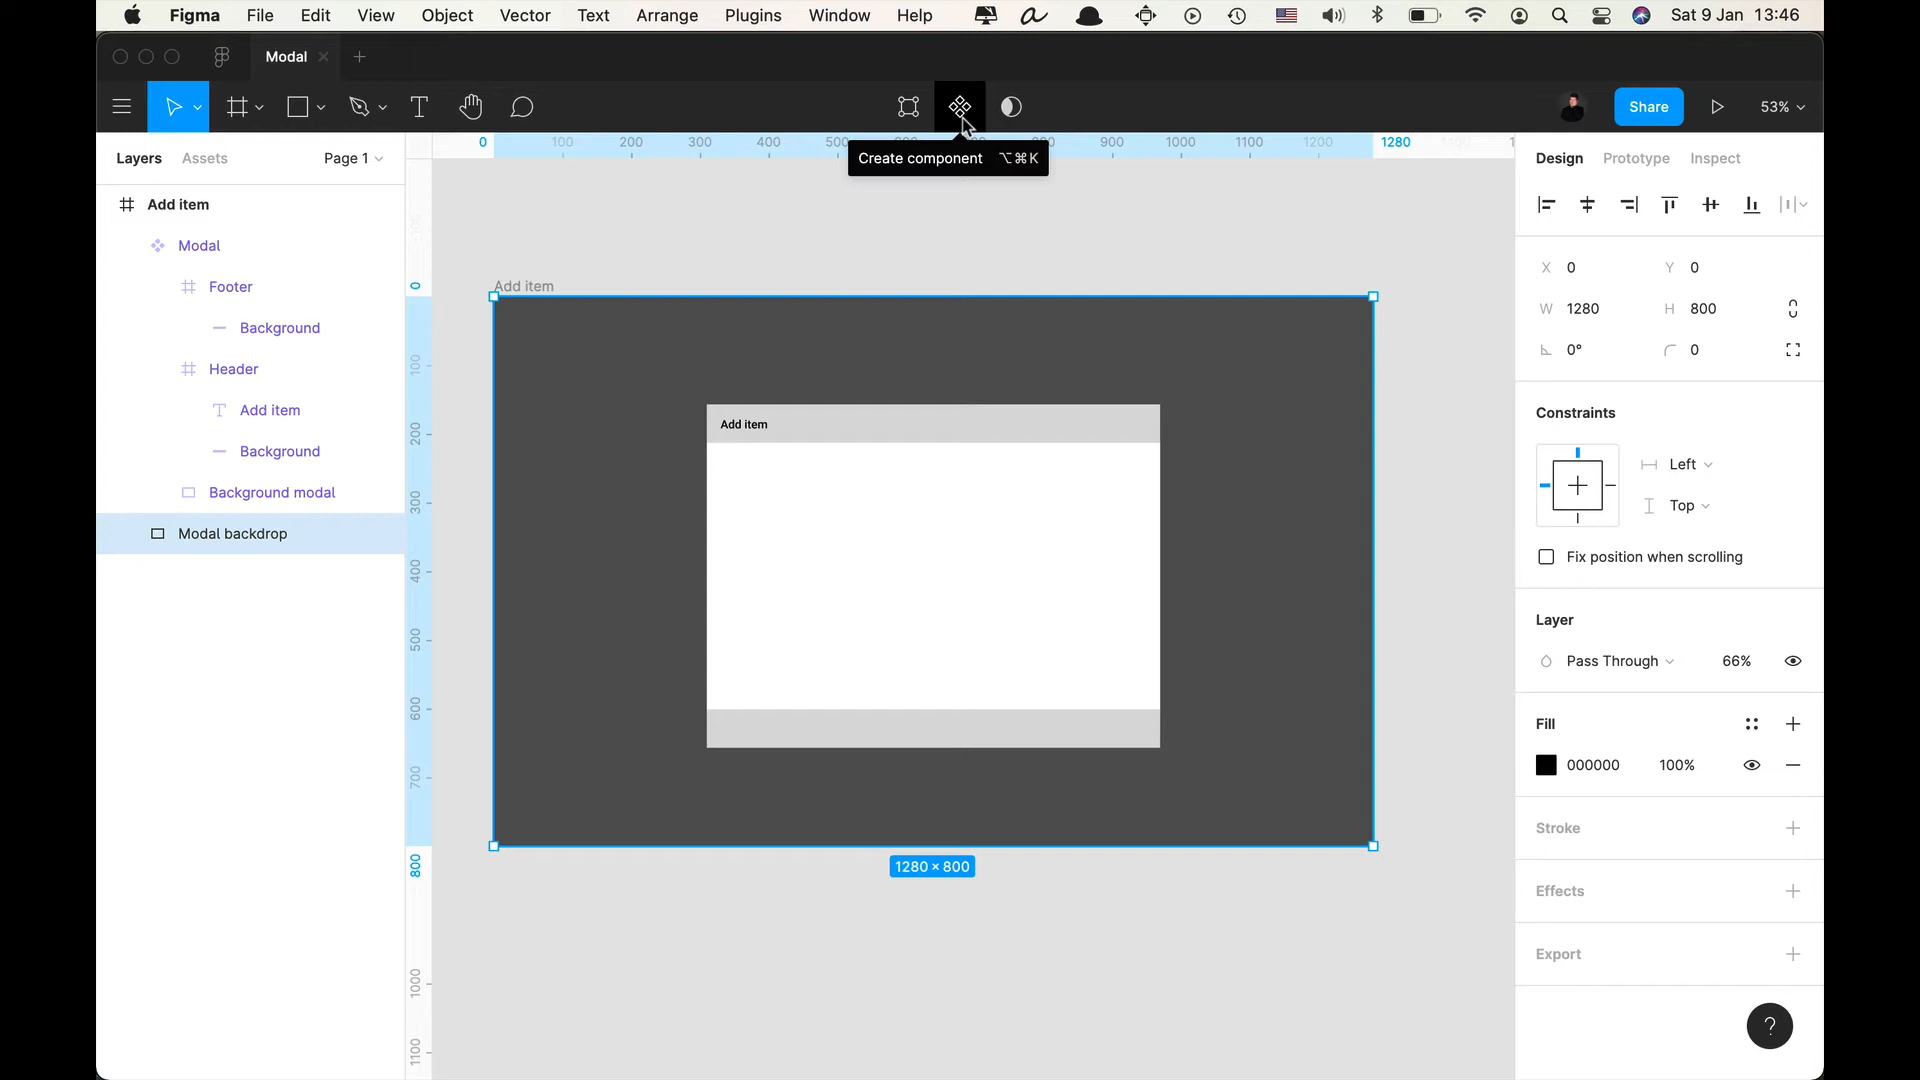 Figma File Edit View Object Vector Text Arrange Plugins Window Help Sat 9 Jan 13:46
Modal
Share 53%
Create component ⌥⌘K
Layers Assets Page 1
Add item
Modal
Footer
Background
Header
Add item
Background
Background modal
Modal backdrop
0 100 200 300 400 500 800 900 1000 1100 1200 1280
0
100
200
300
400
500
600
700
800
1000
1100
Add item
Add item
1280 × 800
Design Prototype Inspect
X 0 Y 0
W 1280 H 800
0° 0
Constraints
Left
Top
Fix position when scrolling
Layer
Pass Through 66%
Fill
000000 100%
Stroke
Effects
Export
?